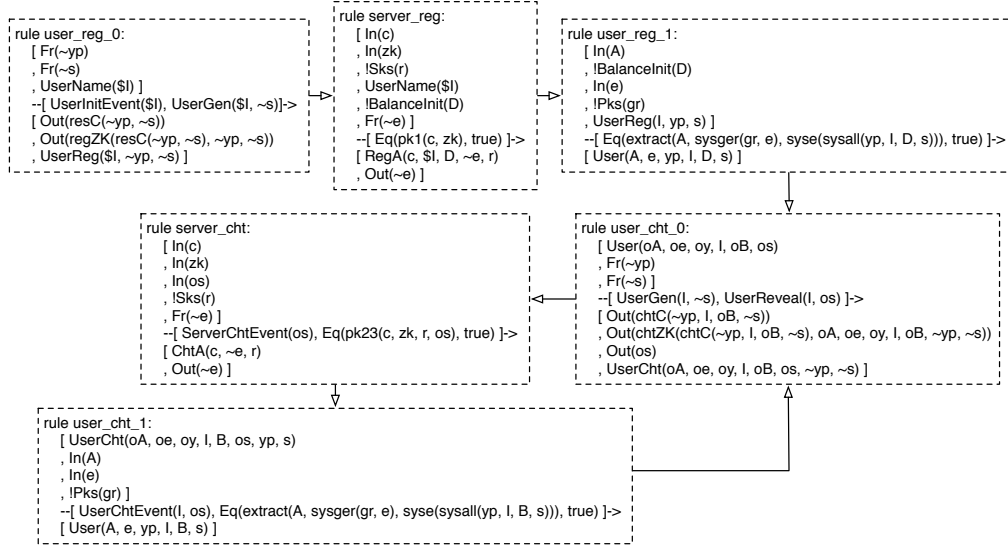 rule user_reg_0:
[ Fr(~yp)
, Fr(~s)
, UserName($I) ]
--[ UserInitEvent($I), UserGen($I, ~s)]->
[ Out(resC(~yp, ~s))
, Out(regZK(resC(~yp, ~s), ~yp, ~s))
, UserReg($I, ~yp, ~s) ]
rule server_reg:
[ In(c)
, In(zk)
, !Sks(r)
, UserName($I)
, !BalanceInit(D)
, Fr(~e) ]
--[ Eq(pk1(c, zk), true) ]->
[ RegA(c, $I, D, ~e, r)
, Out(~e) ]
rule user_reg_1:
[ In(A)
, !BalanceInit(D)
, In(e)
, !Pks(gr)
, UserReg(I, yp, s) ]
--[ Eq(extract(A, sysger(gr, e), syse(sysall(yp, I, D, s))), true) ]->
[ User(A, e, yp, I, D, s) ]
rule user_cht_0:
[ User(oA, oe, oy, I, oB, os)
, Fr(~yp)
, Fr(~s) ]
--[ UserGen(I, ~s), UserReveal(I, os) ]->
[ Out(chtC(~yp, I, oB, ~s))
, Out(chtZK(chtC(~yp, I, oB, ~s), oA, oe, oy, I, oB, ~yp, ~s))
, Out(os)
, UserCht(oA, oe, oy, I, oB, os, ~yp, ~s) ]
rule server_cht:
[ In(c)
, In(zk)
, In(os)
, !Sks(r)
, Fr(~e) ]
--[ ServerChtEvent(os), Eq(pk23(c, zk, r, os), true) ]->
[ ChtA(c, ~e, r)
, Out(~e) ]
rule user_cht_1:
[ UserCht(oA, oe, oy, I, B, os, yp, s)
, In(A)
, In(e)
, !Pks(gr) ]
--[ UserChtEvent(I, os), Eq(extract(A, sysger(gr, e), syse(sysall(yp, I, B, s))), true) ]->
[ User(A, e, yp, I, B, s) ]